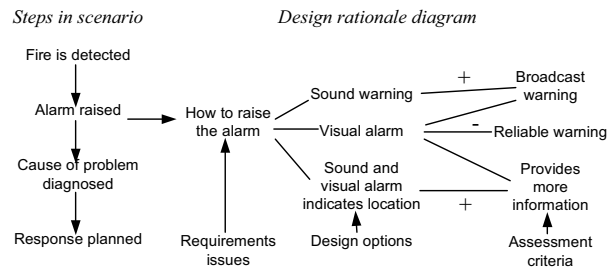 Steps in scenario
Design rationale diagram
Fire is detected
Alarm raised
Cause of problem
diagnosed
Response planned
How to raise
the alarm
Requirements
issues
Sound warning
Visual alarm
Sound and
visual alarm
indicates location
Design options
+
-
+
Broadcast
warning
Reliable warning
Provides
more
information
Assessment
criteria